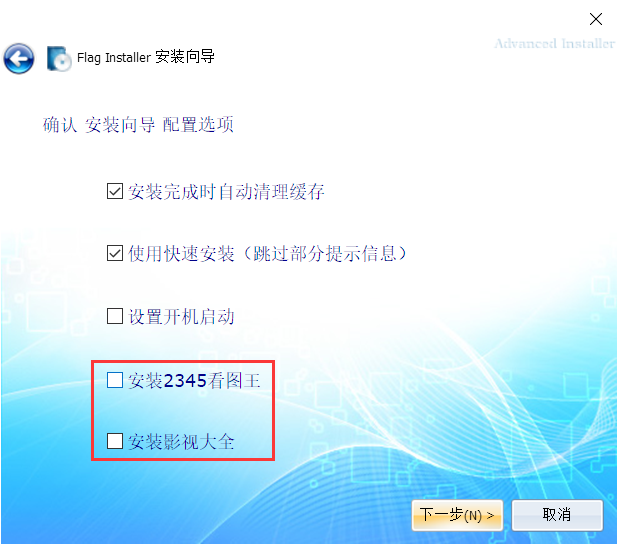 Advanced Installer
Flag Installer 安装向导
确认 安装向导 配置选项
安装完成时自动清理缓存
使用快速安装（跳过部分提示信息）
设置开机启动
安装2345看图王
安装影视大全
下一步(N) >
取消